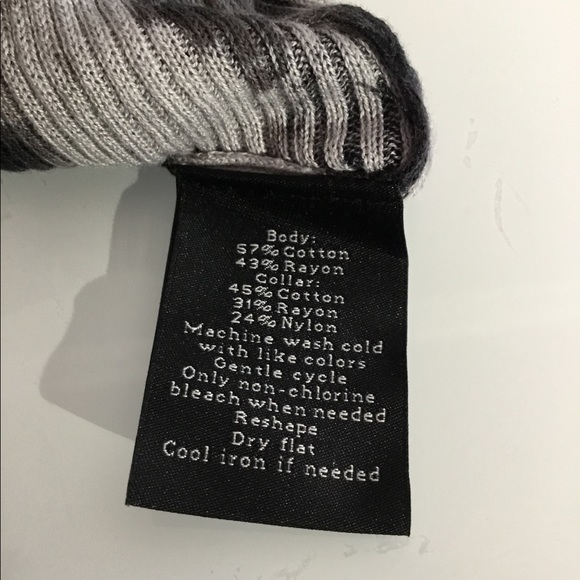 Body:
57% Cotton
43% Rayon
Collar:
45% Cotton
31% Rayon
24% Nylon
Machine wash cold
with like colors
Gentle cycle
Only non-chlorine
bleach when needed
Reshape
Dry flat
Cool iron if needed